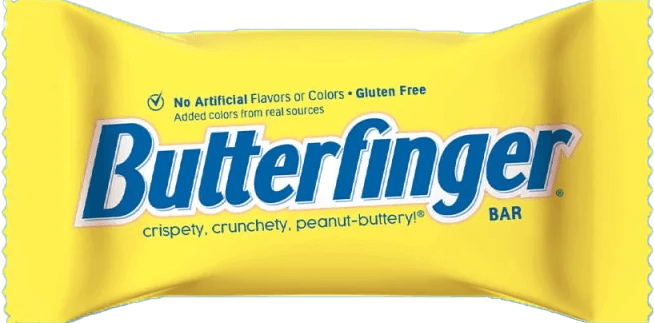 No Artificial Flavors or Colors • Gluten Free
Added colors from real sources
Butterfinger®
crispety, crunchety, peanut-buttery!®
BAR